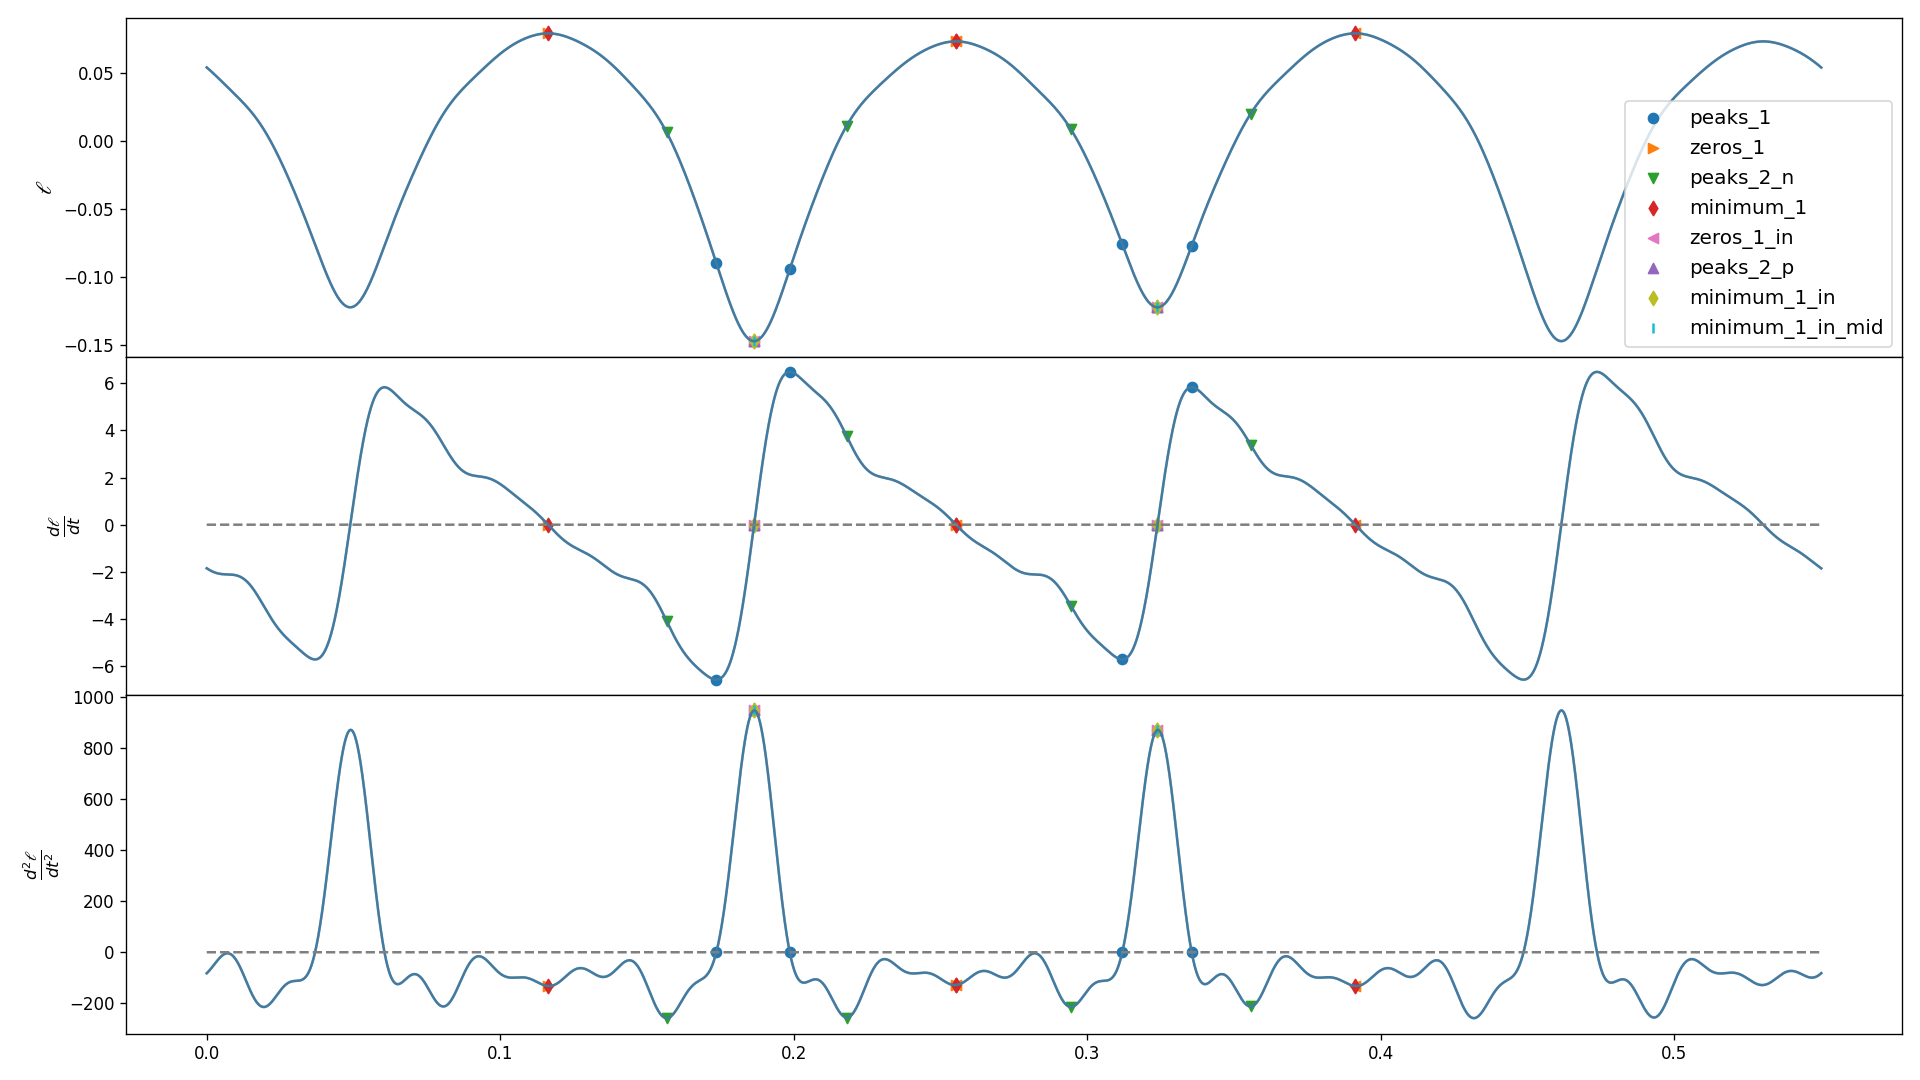 0.05
0.00
−0.05
−0.10
−0.15
ℓ
peaks_1
zeros_1
peaks_2_n
minimum_1
zeros_1_in
peaks_2_p
minimum_1_in
minimum_1_in_mid
6
4
2
0
−2
−4
−6
dℓ
dt
1000
800
600
400
200
0
−200
d²ℓ
dt²
0.0 0.1 0.2 0.3 0.4 0.5